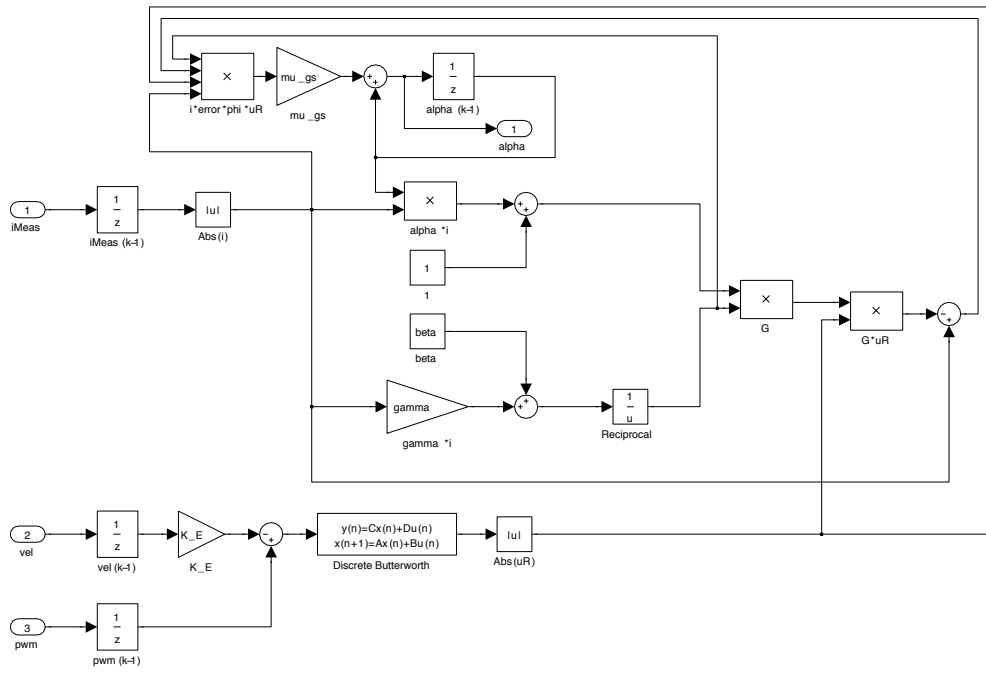 ×
i*error*phi*uR
mu_gs
mu_gs
+
+
1
z
alpha (k-1)
1
alpha
1
iMeas
1
z
iMeas (k-1)
|u|
Abs(i)
×
alpha *i
+
+
1
1
×
G
×
G*uR
-
+
beta
beta
gamma
gamma *i
+
+
1
u
Reciprocal
2
vel
1
z
vel (k-1)
K_E
K_E
-
+
y(n)=Cx(n)+Du(n)
x(n+1)=Ax(n)+Bu(n)
Discrete Butterworth
|u|
Abs(uR)
3
pwm
1
z
pwm (k-1)